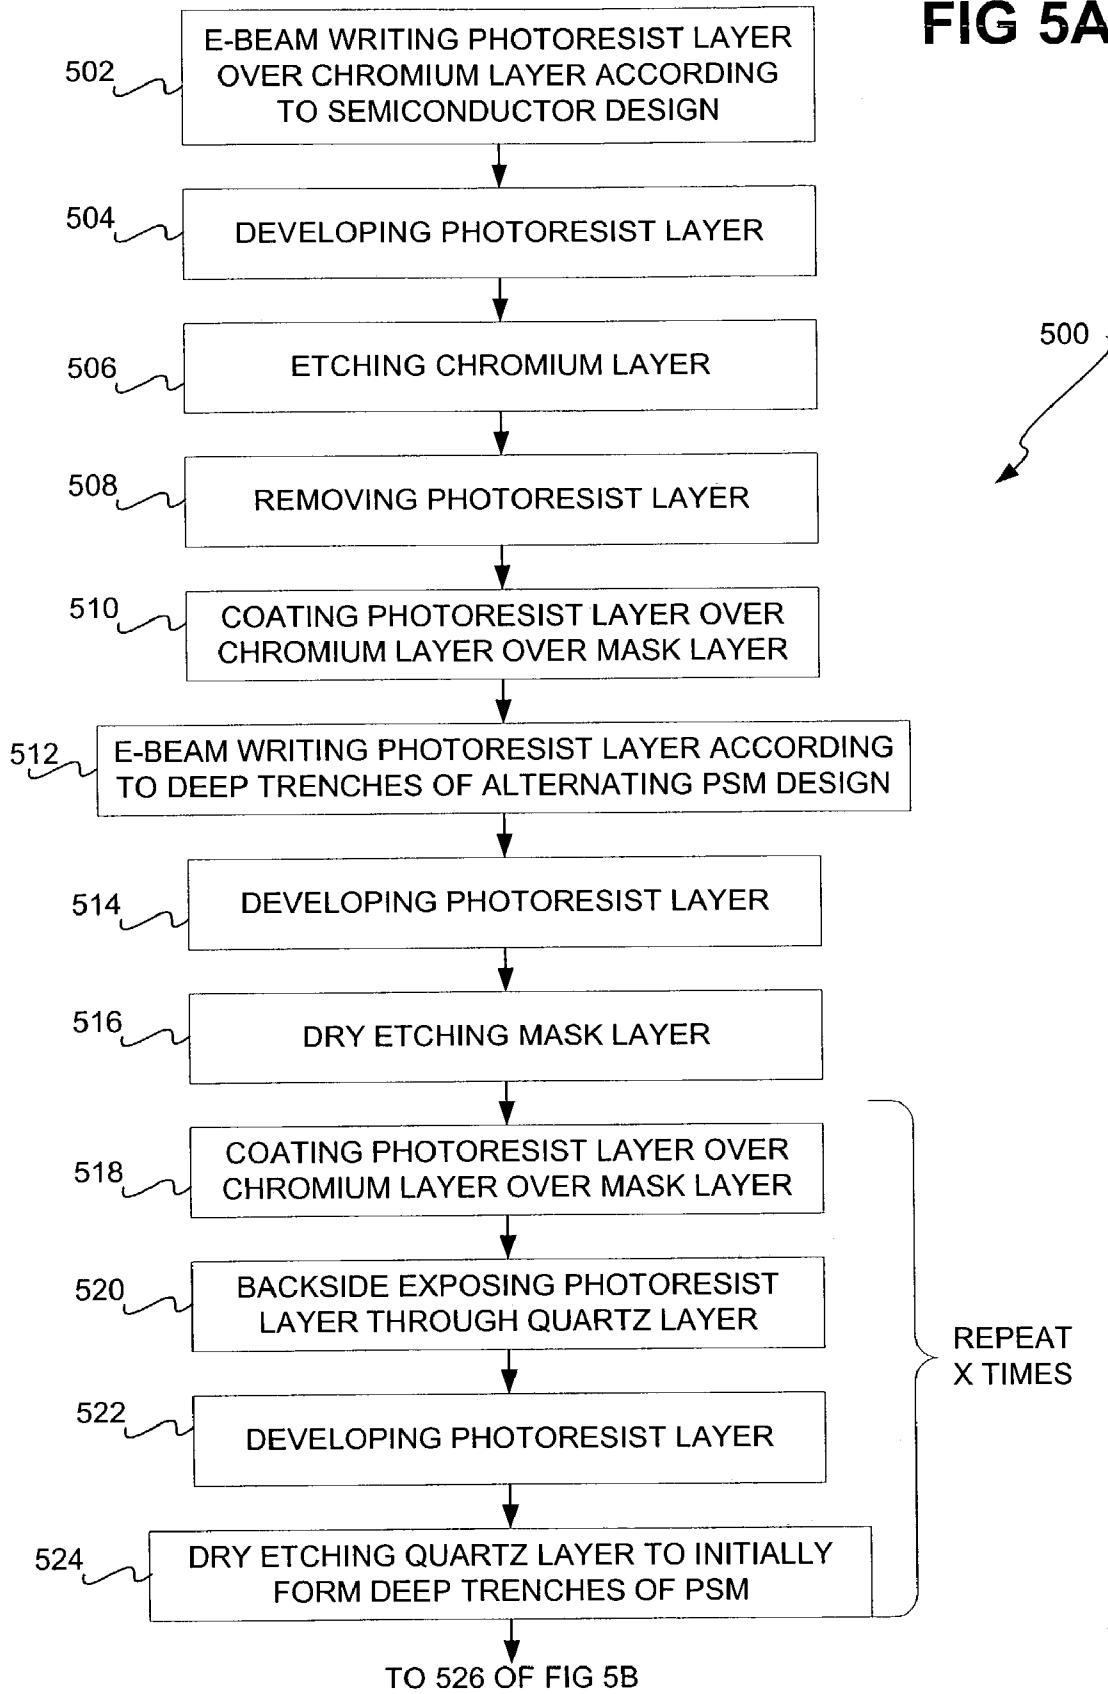 FIG 5A
502
E-BEAM WRITING PHOTORESIST LAYER
OVER CHROMIUM LAYER ACCORDING
TO SEMICONDUCTOR DESIGN
504
DEVELOPING PHOTORESIST LAYER
500
506
ETCHING CHROMIUM LAYER
508
REMOVING PHOTORESIST LAYER
510
COATING PHOTORESIST LAYER OVER
CHROMIUM LAYER OVER MASK LAYER
512
E-BEAM WRITING PHOTORESIST LAYER ACCORDING
TO DEEP TRENCHES OF ALTERNATING PSM DESIGN
514
DEVELOPING PHOTORESIST LAYER
516
DRY ETCHING MASK LAYER
518
COATING PHOTORESIST LAYER OVER
CHROMIUM LAYER OVER MASK LAYER
520
BACKSIDE EXPOSING PHOTORESIST
LAYER THROUGH QUARTZ LAYER
REPEAT
X TIMES
522
DEVELOPING PHOTORESIST LAYER
524
DRY ETCHING QUARTZ LAYER TO INITIALLY
FORM DEEP TRENCHES OF PSM
TO 526 OF FIG 5B